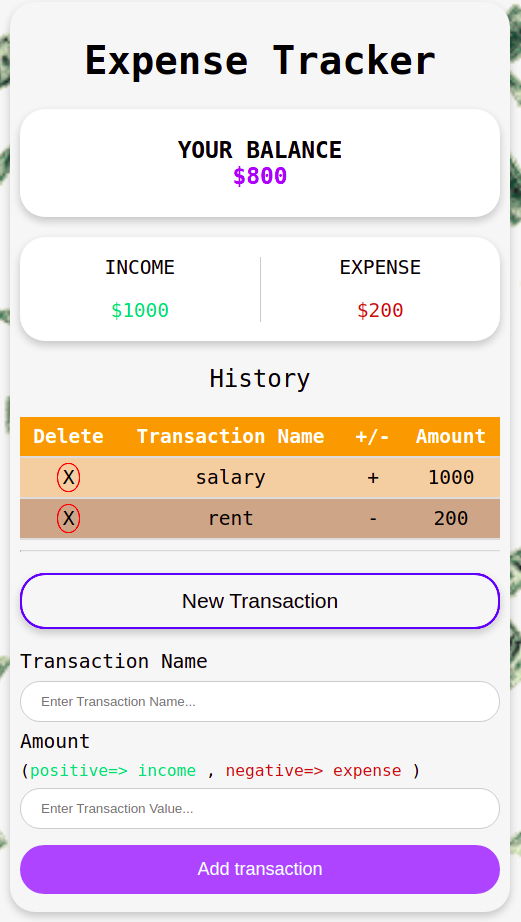 Expense Tracker
YOUR BALANCE
$800
INCOME EXPENSE
$1000 $200
History
Delete Transaction Name +/- Amount
X salary + 1000
X rent - 200
New Transaction
Transaction Name
Enter Transaction Name...
Amount
(positive=> income , negative=> expense )
Enter Transaction Value...
Add transaction